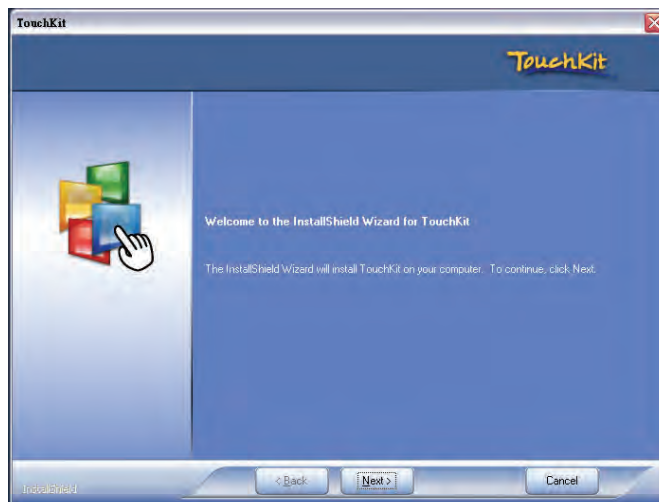 TouchKit
TouchKit
Welcome to the InstallShield Wizard for TouchKit
The InstallShield Wizard will install TouchKit on your computer. To continue, click Next.
InstallShield
< Back
Next >
Cancel